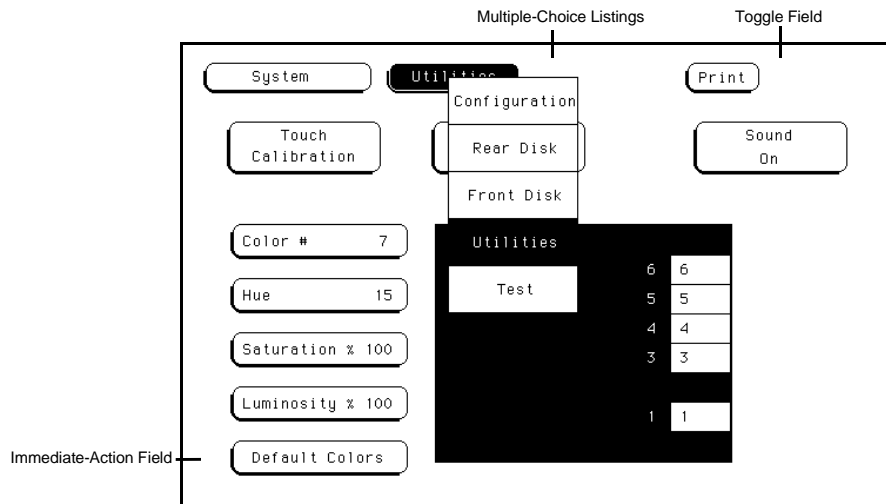 Multiple-Choice Listings
Toggle Field
System
Utilities
Print
Configuration
Touch
Calibration
Rear Disk
Sound
On
Front Disk
Color # 7
Utilities
6 6
Hue 15
Test
5 5
4 4
Saturation % 100
3 3
Luminosity % 100
1 1
Immediate-Action Field
Default Colors